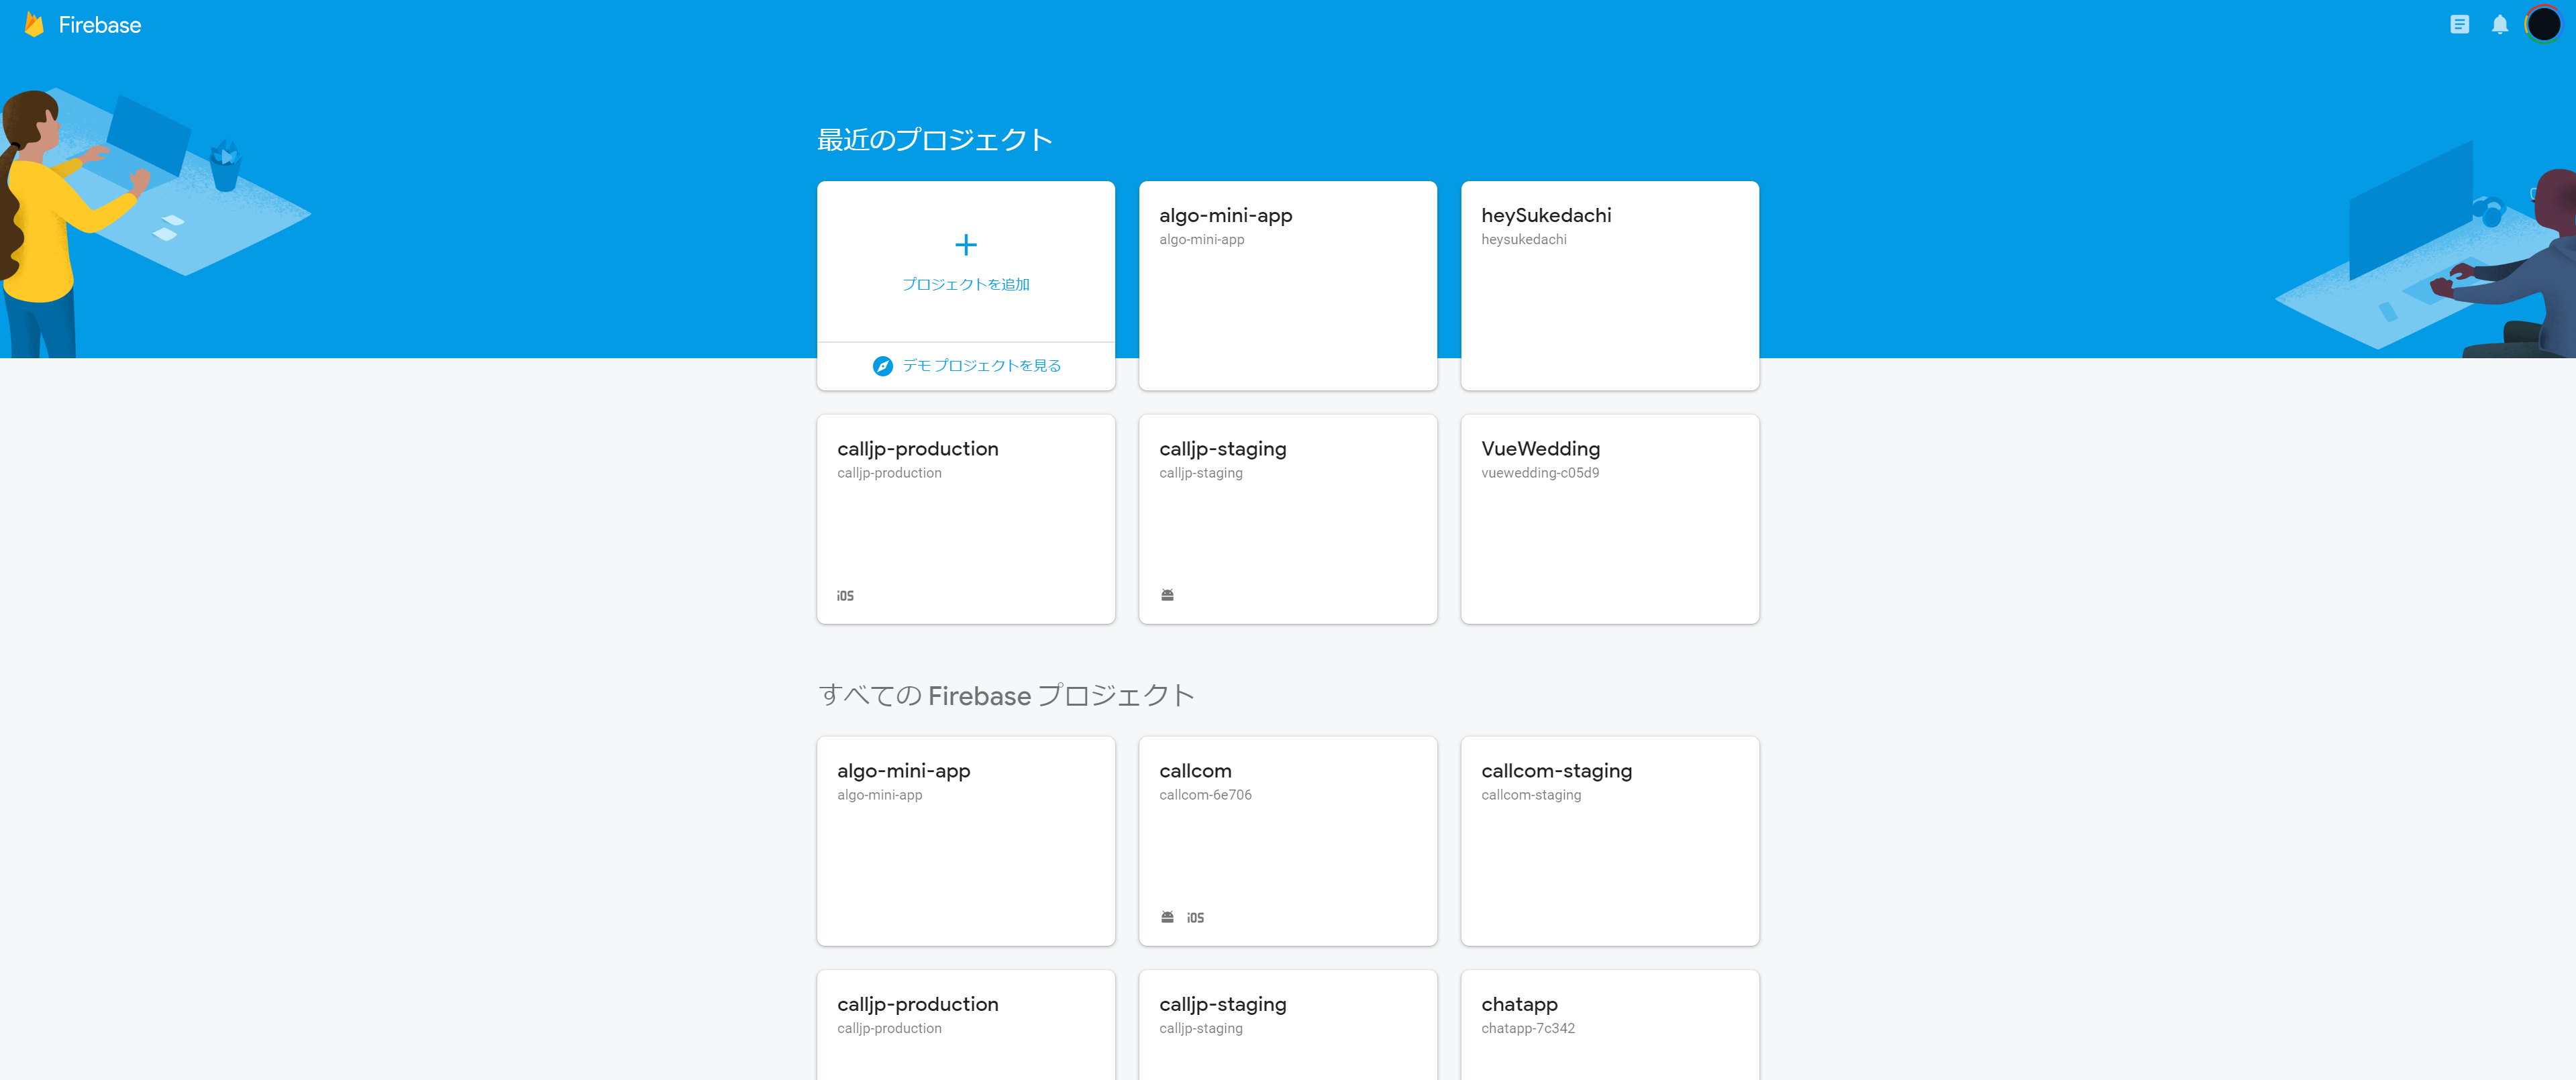 Firebase
最近のプロジェクト
プロジェクトを追加
デモ プロジェクトを見る
algo-mini-app
algo-mini-app
heySukedachi
heysukedachi
calljp-production
calljp-production
iOS
calljp-staging
calljp-staging
VueWedding
vuewedding-c05d9
すべての Firebase プロジェクト
algo-mini-app
algo-mini-app
callcom
callcom-6e706
iOS
callcom-staging
callcom-staging
calljp-production
calljp-production
calljp-staging
calljp-staging
chatapp
chatapp-7c342